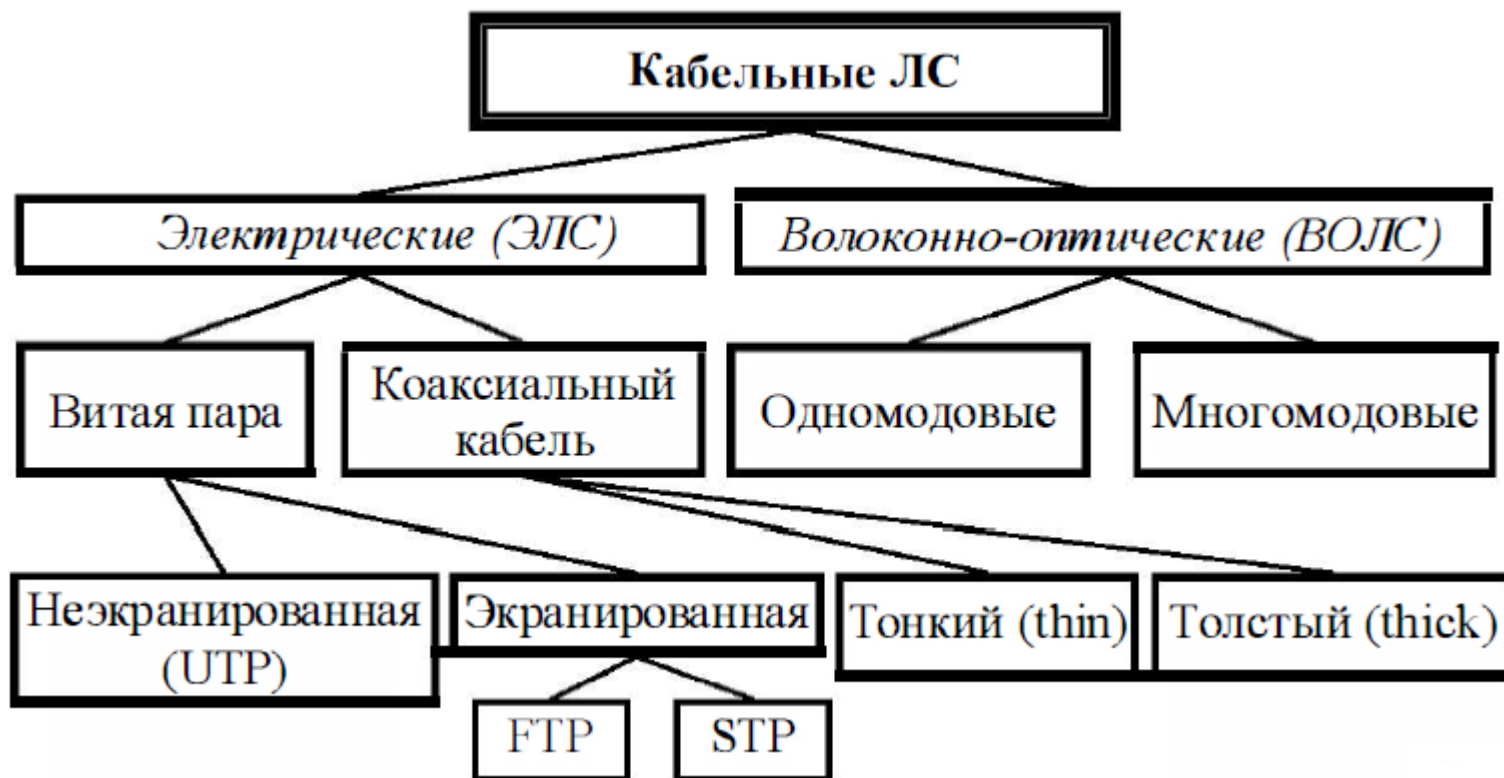 Кабельные ЛС
Электрические (ЭЛС)
Волоконно-оптические (ВОЛС)
Витая пара
Коаксиальный
кабель
Одномодовые
Многомодовые
Неэкранированная
(UTP)
Экранированная
Тонкий (thin)
Толстый (thick)
FTP
STP